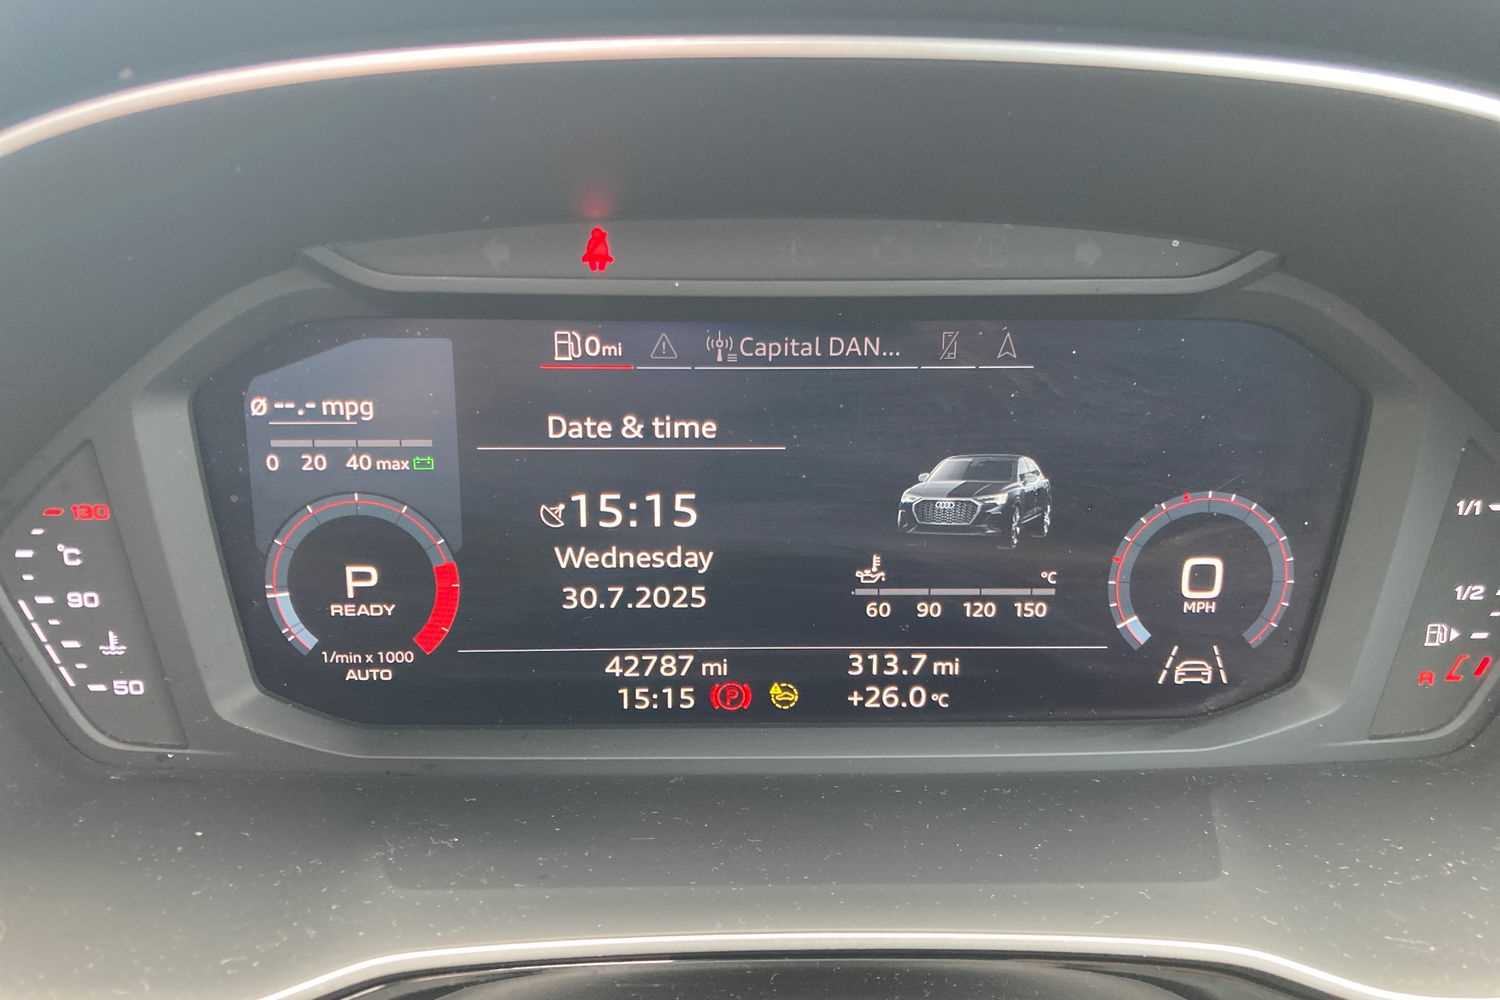 0mi
Capital DAN...
Ø --.- mpg
0 20 40 max
Date & time
15:15
Wednesday
30.7.2025
P
READY
1/min x 1000
AUTO
°C
60 90 120 150
0
MPH
42787 mi
313.7 mi
15:15
P
+26.0 °C
130
°C
90
50
1/1
1/2
R